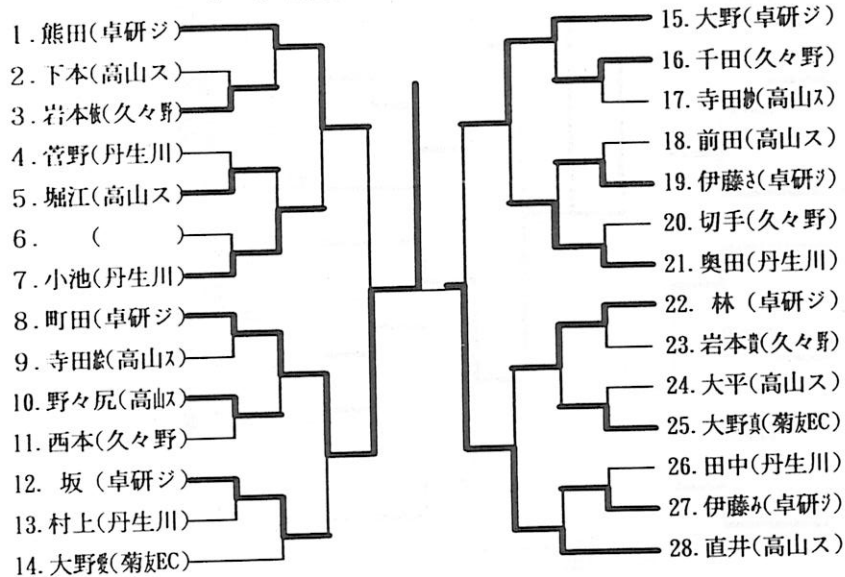 1.熊田(卓研ジ)
2.下本(高山ス)
3.岩本敏(久々野)
4.菅野(丹生川)
5.堀江(高山ス)
6. ( )
7.小池(丹生川)
8.町田(卓研ジ)
9.寺田絵(高山ス)
10.野々尻(高山ス)
11.西本(久々野)
12.坂(卓研ジ)
13.村上(丹生川)
14.大野愛(菊友EC)
15.大野(卓研ジ)
16.千田(久々野)
17.寺田(高山ス)
18.前田(高山ス)
19.伊藤さ(卓研ジ)
20.切手(久々野)
21.奥田(丹生川)
22.林(卓研ジ)
23.岩本貴(久々野)
24.大平(高山ス)
25.大野真(菊友EC)
26.田中(丹生川)
27.伊藤み(卓研ジ)
28.直井(高山ス)